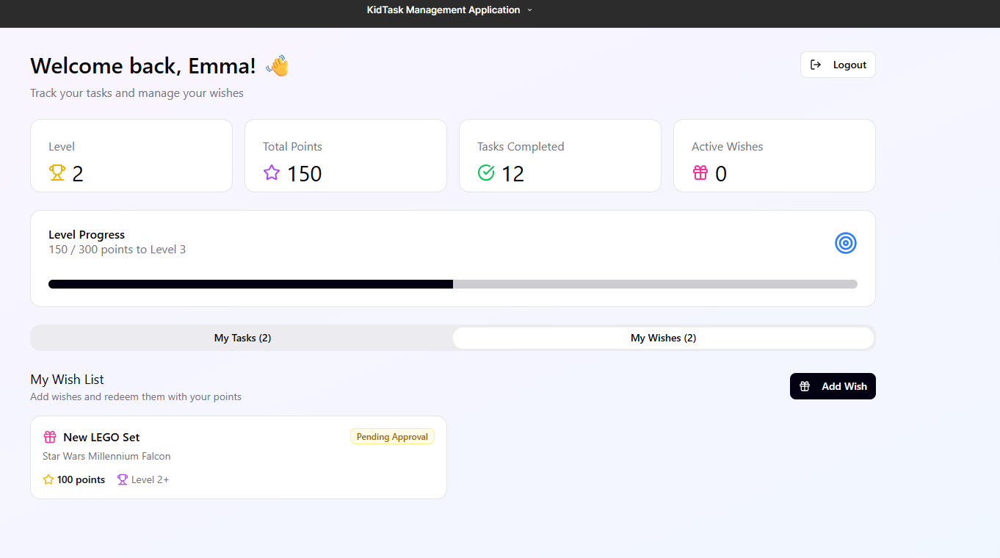 KidTask Management Application
Welcome back, Emma! 👋
Logout
Track your tasks and manage your wishes
Level
2
Total Points
150
Tasks Completed
12
Active Wishes
0
Level Progress
150 / 300 points to Level 3
My Tasks (2)
My Wishes (2)
My Wish List
Add wishes and redeem them with your points
Add Wish
New LEGO Set
Pending Approval
Star Wars Millennium Falcon
100 points
Level 2+